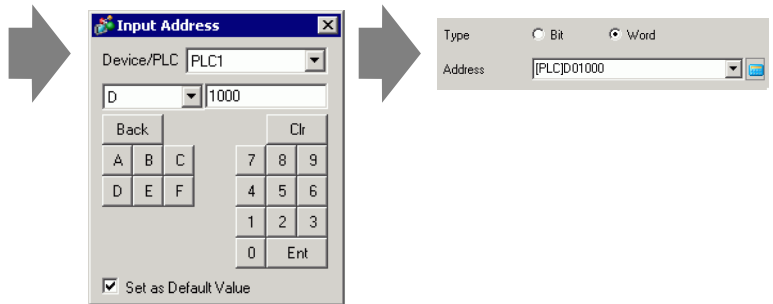 Input Address
Device/PLC PLC1
D 1000
Back Clr
A B C 7 8 9
D E F 4 5 6
1 2 3
0 Ent
Set as Default Value
Type Bit Word
Address [PLC]D01000